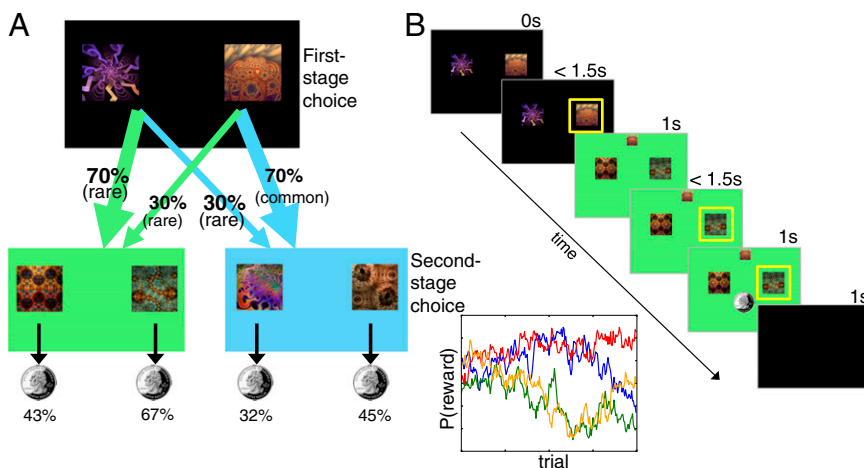 A
First-
stage
choice
70%
(rare)
30%
(rare)
30%
(rare)
70%
(common)
Second-
stage
choice
43%
67%
32%
45%
B
0s
< 1.5s
1s
< 1.5s
1s
1s
time
P(reward)
trial